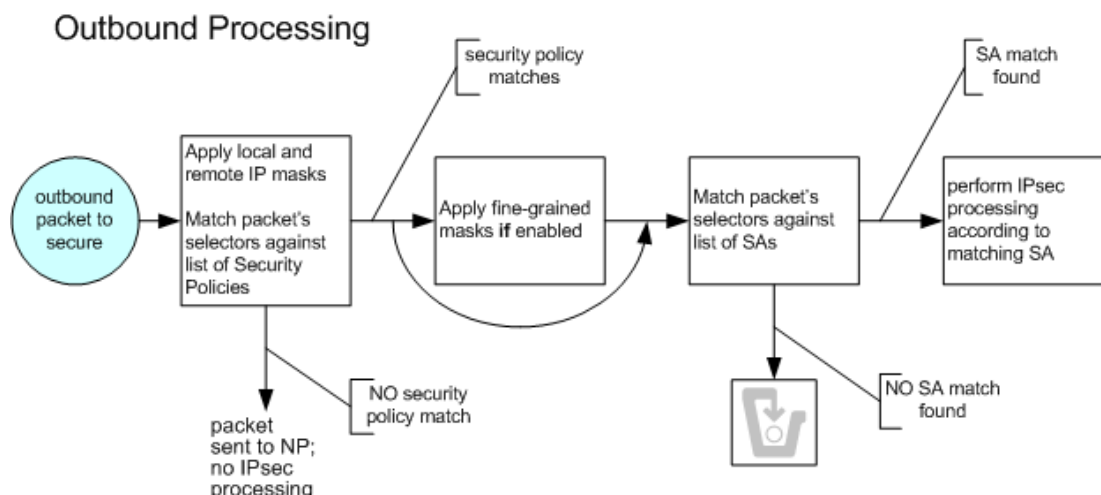 Outbound Processing
security policy
matches
SA match
found
outbound
packet to
secure
Apply local and
remote IP masks
Match packet's
selectors against
list of Security
Policies
Apply fine-grained
masks if enabled
Match packet's
selectors against
list of SAs
perform IPsec
processing
according to
matching SA
NO security
policy match
packet
sent to NP;
no IPsec
processing
NO SA match
found